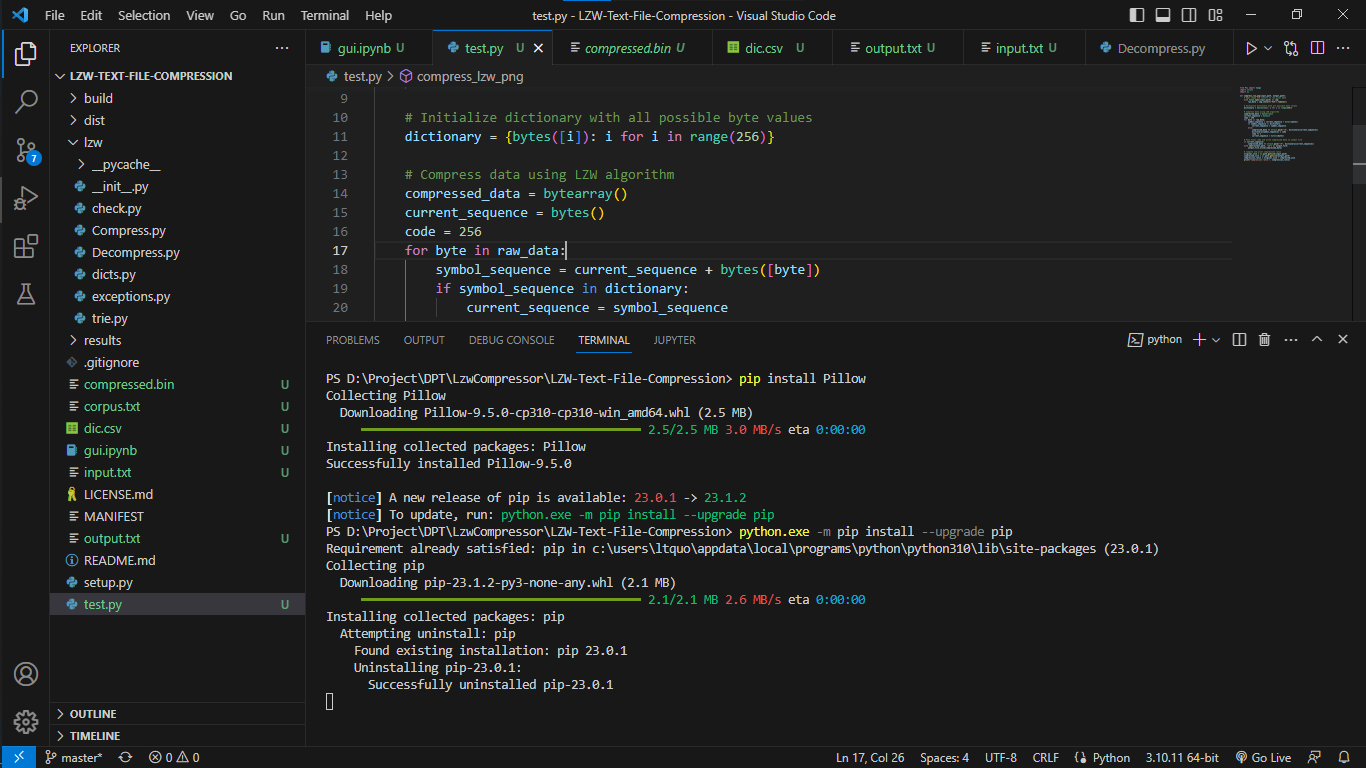 File Edit Selection View Go Run Terminal Help test.py - LZW-Text-File-Compression - Visual Studio Code
EXPLORER
LZW-TEXT-FILE-COMPRESSION
build
dist
lzw
__pycache__
__init__.py
check.py
Compress.py
Decompress.py
dicts.py
exceptions.py
trie.py
results
.gitignore
compressed.bin U
corpus.txt U
dic.csv U
gui.ipynb U
input.txt U
LICENSE.md
MANIFEST
output.txt U
README.md
setup.py
test.py U
OUTLINE
TIMELINE
7
gui.ipynb U test.py U compressed.bin U dic.csv U output.txt U input.txt U Decompress.py
test.py > compress_lzw_png
9
10 # Initialize dictionary with all possible byte values
11 dictionary = {bytes([i]): i for i in range(256)}
12
13 # Compress data using LZW algorithm
14 compressed_data = bytearray()
15 current_sequence = bytes()
16 code = 256
17 for byte in raw_data:
18 symbol_sequence = current_sequence + bytes([byte])
19 if symbol_sequence in dictionary:
20 current_sequence = symbol_sequence
PROBLEMS OUTPUT DEBUG CONSOLE TERMINAL JUPYTER python
PS D:\Project\DPT\LzwCompressor\LZW-Text-File-Compression> pip install Pillow
Collecting Pillow
Downloading Pillow-9.5.0-cp310-cp310-win_amd64.whl (2.5 MB)
2.5/2.5 MB 3.0 MB/s eta 0:00:00
Installing collected packages: Pillow
Successfully installed Pillow-9.5.0
[notice] A new release of pip is available: 23.0.1 -> 23.1.2
[notice] To update, run: python.exe -m pip install --upgrade pip
PS D:\Project\DPT\LzwCompressor\LZW-Text-File-Compression> python.exe -m pip install --upgrade pip
Requirement already satisfied: pip in c:\users\ltquo\appdata\local\programs\python\python310\lib\site-packages (23.0.1)
Collecting pip
Downloading pip-23.1.2-py3-none-any.whl (2.1 MB)
2.1/2.1 MB 2.6 MB/s eta 0:00:00
Installing collected packages: pip
Attempting uninstall: pip
Found existing installation: pip 23.0.1
Uninstalling pip-23.0.1:
Successfully uninstalled pip-23.0.1
master* 0 0 Ln 17, Col 26 Spaces: 4 UTF-8 CRLF Python 3.10.11 64-bit Go Live